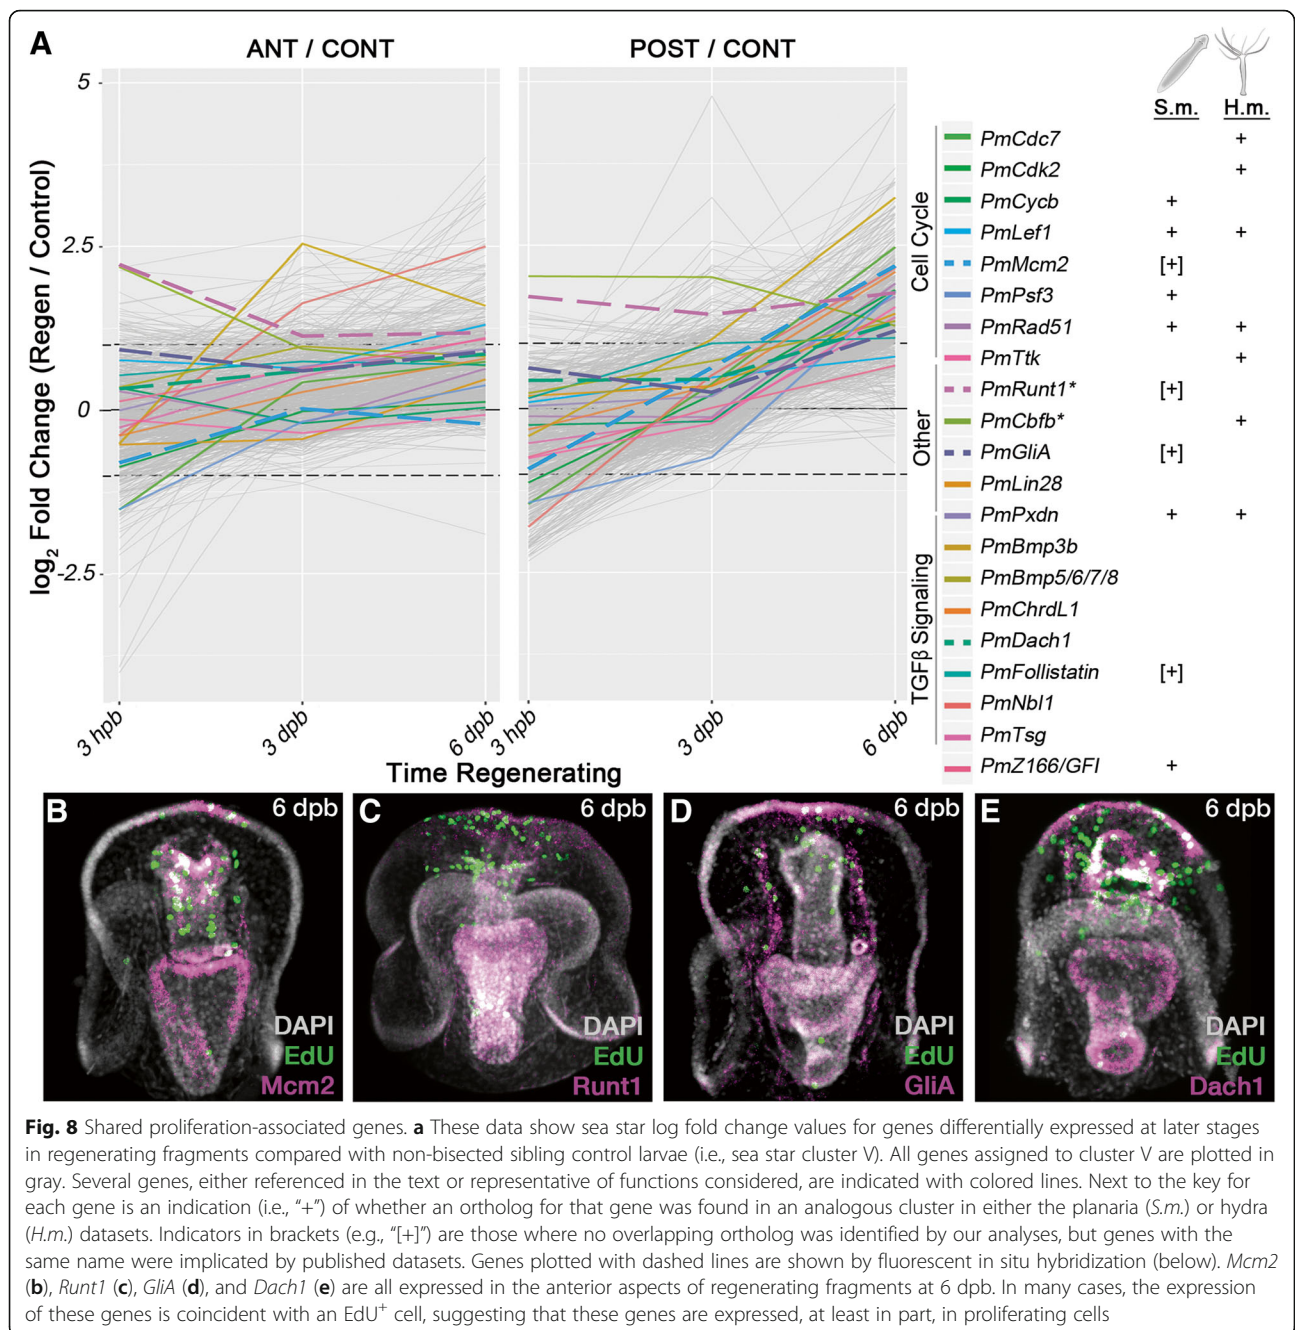 A
ANT / CONT
POST / CONT
S.m. H.m.
log2 Fold Change (Regen / Control)
5
2.5
0
-2.5
3 hpb 3 dpb 6 dpb 3 hpb 3 dpb 6 dpb
Time Regenerating
Cell Cycle
Other
TGFβ Signaling
PmCdc7 +
PmCdk2 +
PmCycb +
PmLef1 + +
PmMcm2 [+]
PmPsf3 +
PmRad51 + +
PmTtk +
PmRunt1* [+]
PmCbfb* +
PmGliA [+]
PmLin28
PmPxdn + +
PmBmp3b
PmBmp5/6/7/8
PmChrdL1
PmDach1
PmFollistatin [+]
PmNbl1
PmTsg
PmZ166/GFI +
B 6 dpb
DAPI
EdU
Mcm2
C 6 dpb
DAPI
EdU
Runt1
D 6 dpb
DAPI
EdU
GliA
E 6 dpb
DAPI
EdU
Dach1
Fig. 8 Shared proliferation-associated genes. a These data show sea star log fold change values for genes differentially expressed at later stages
in regenerating fragments compared with non-bisected sibling control larvae (i.e., sea star cluster V). All genes assigned to cluster V are plotted in
gray. Several genes, either referenced in the text or representative of functions considered, are indicated with colored lines. Next to the key for
each gene is an indication (i.e., “+”) of whether an ortholog for that gene was found in an analogous cluster in either the planaria (S.m.) or hydra
(H.m.) datasets. Indicators in brackets (e.g., “[+]”) are those where no overlapping ortholog was identified by our analyses, but genes with the
same name were implicated by published datasets. Genes plotted with dashed lines are shown by fluorescent in situ hybridization (below). Mcm2
(b), Runt1 (c), GliA (d), and Dach1 (e) are all expressed in the anterior aspects of regenerating fragments at 6 dpb. In many cases, the expression
of these genes is coincident with an EdU+ cell, suggesting that these genes are expressed, at least in part, in proliferating cells